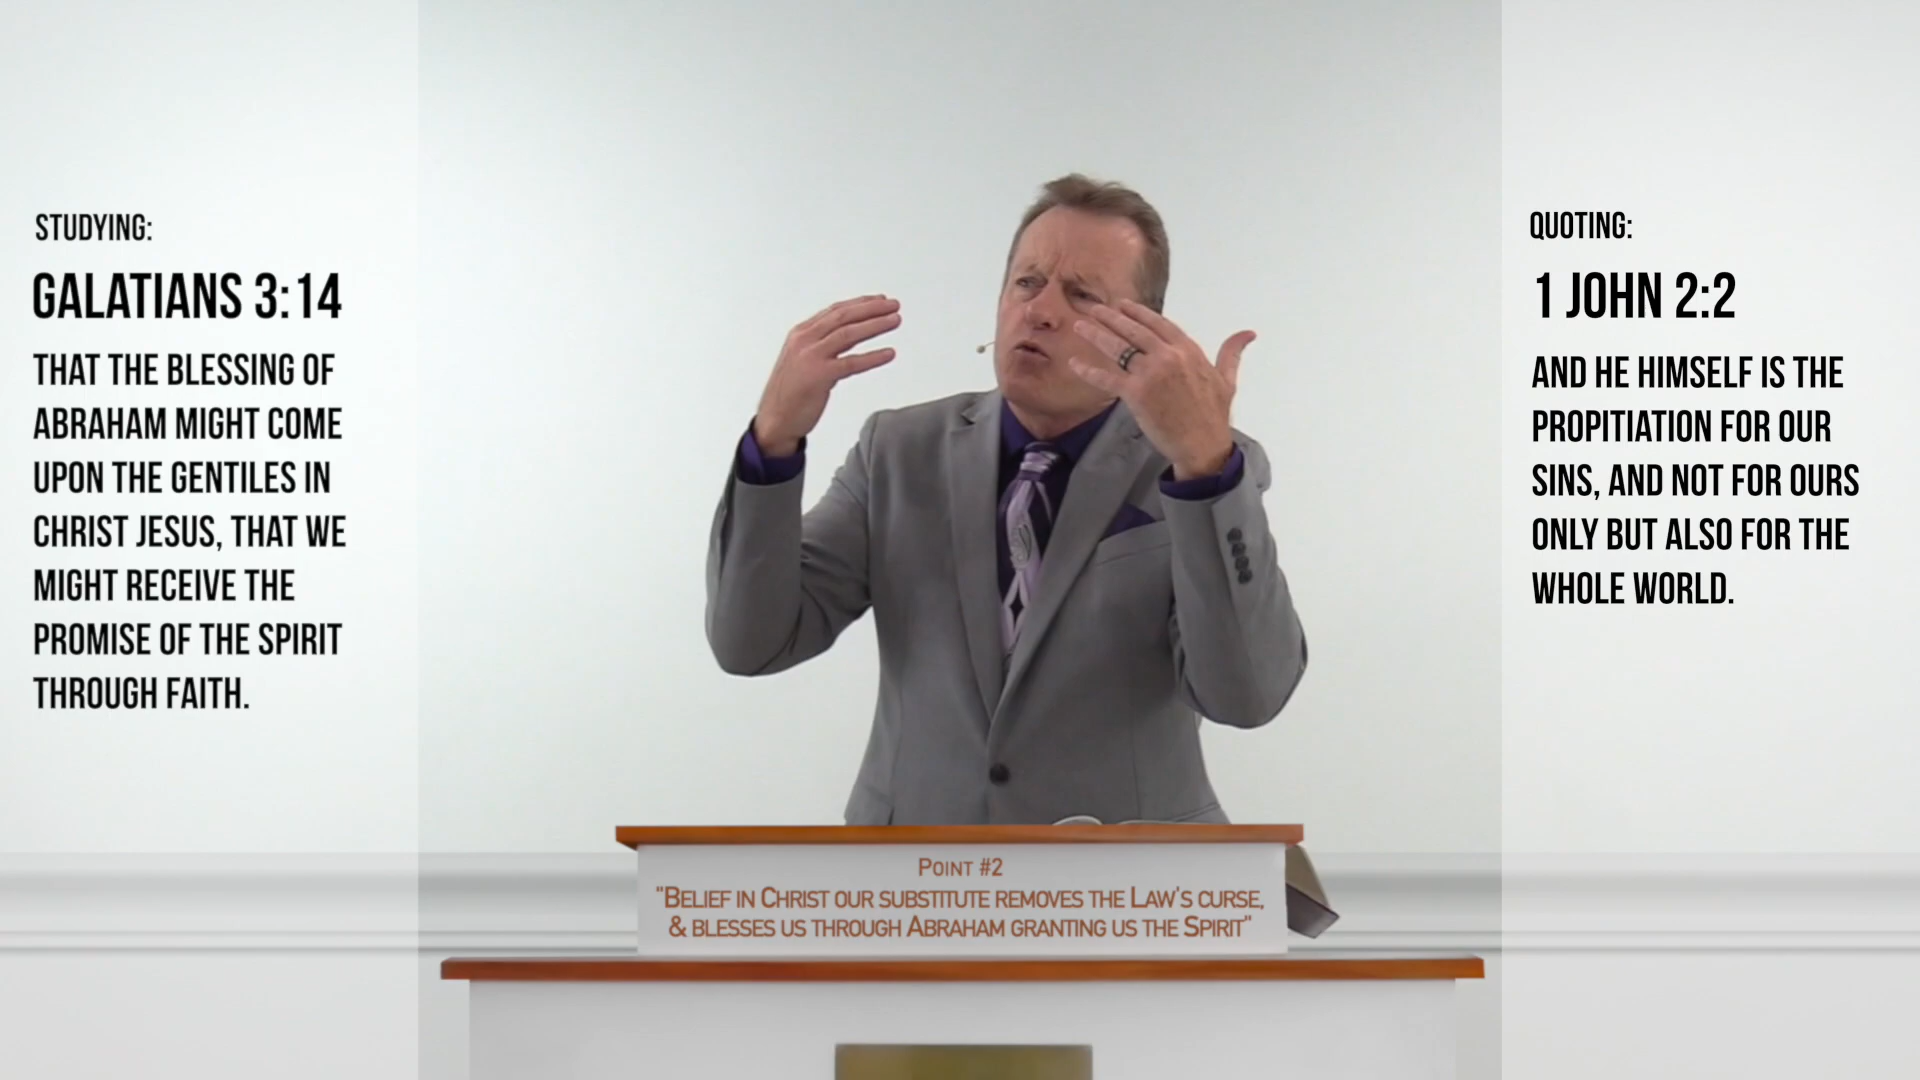 STUDYING:
GALATIANS 3:14
THAT THE BLESSING OF
ABRAHAM MIGHT COME
UPON THE GENTILES IN
CHRIST JESUS, THAT WE
MIGHT RECEIVE THE
PROMISE OF THE SPIRIT
THROUGH FAITH.
QUOTING:
1 JOHN 2:2
AND HE HIMSELF IS THE
PROPITIATION FOR OUR
SINS, AND NOT FOR OURS
ONLY BUT ALSO FOR THE
WHOLE WORLD.
POINT #2
"BELIEF IN CHRIST OUR SUBSTITUTE REMOVES THE LAW'S CURSE,
& BLESSES US THROUGH ABRAHAM GRANTING US THE SPIRIT"